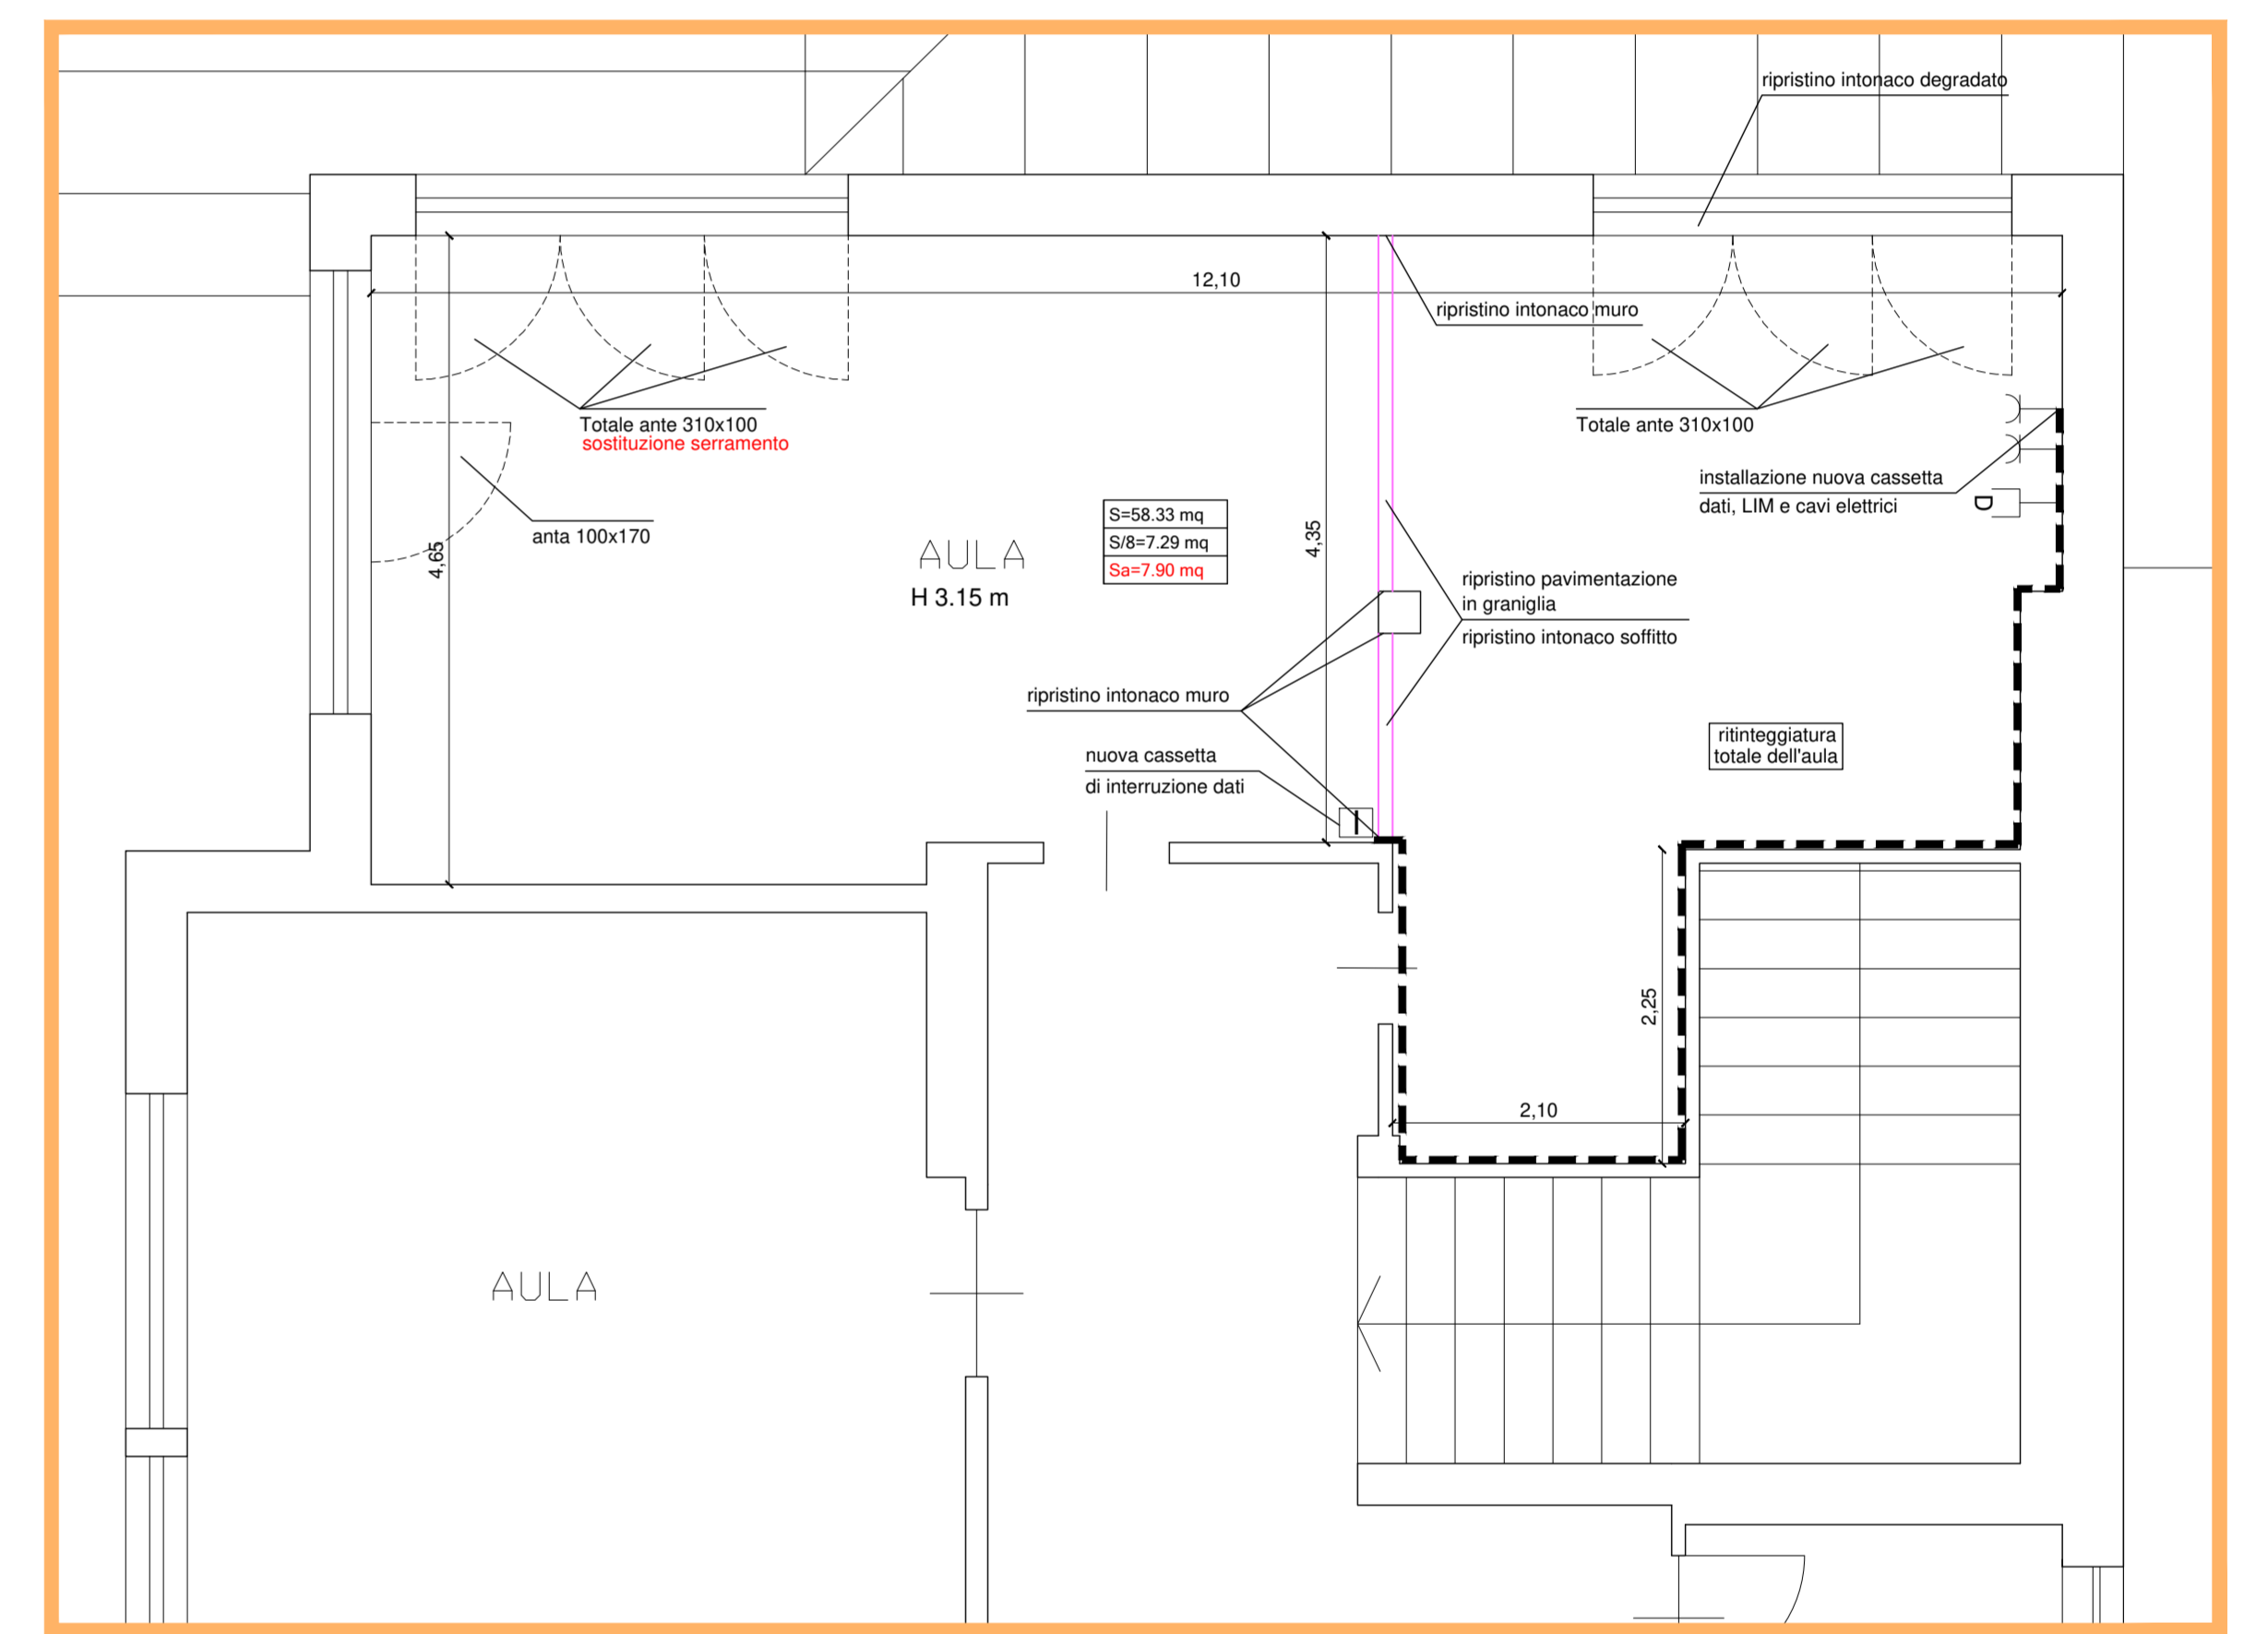 ripristino intonaco degradato
12,10
ripristino intonaco muro
Totale ante 310x100
sostituzione serramento
Totale ante 310x100
anta 100x170
4,65
AULA
H 3.15 m
S=58.33 mq
S/8=7.29 mq
Sa=7.90 mq
4,35
installazione nuova cassetta
dati, LIM e cavi elettrici
D
ripristino pavimentazione
in graniglia
ripristino intonaco soffitto
ripristino intonaco muro
nuova cassetta
di interruzione dati
I
ritinteggiatura
totale dell'aula
2,25
2,10
AULA